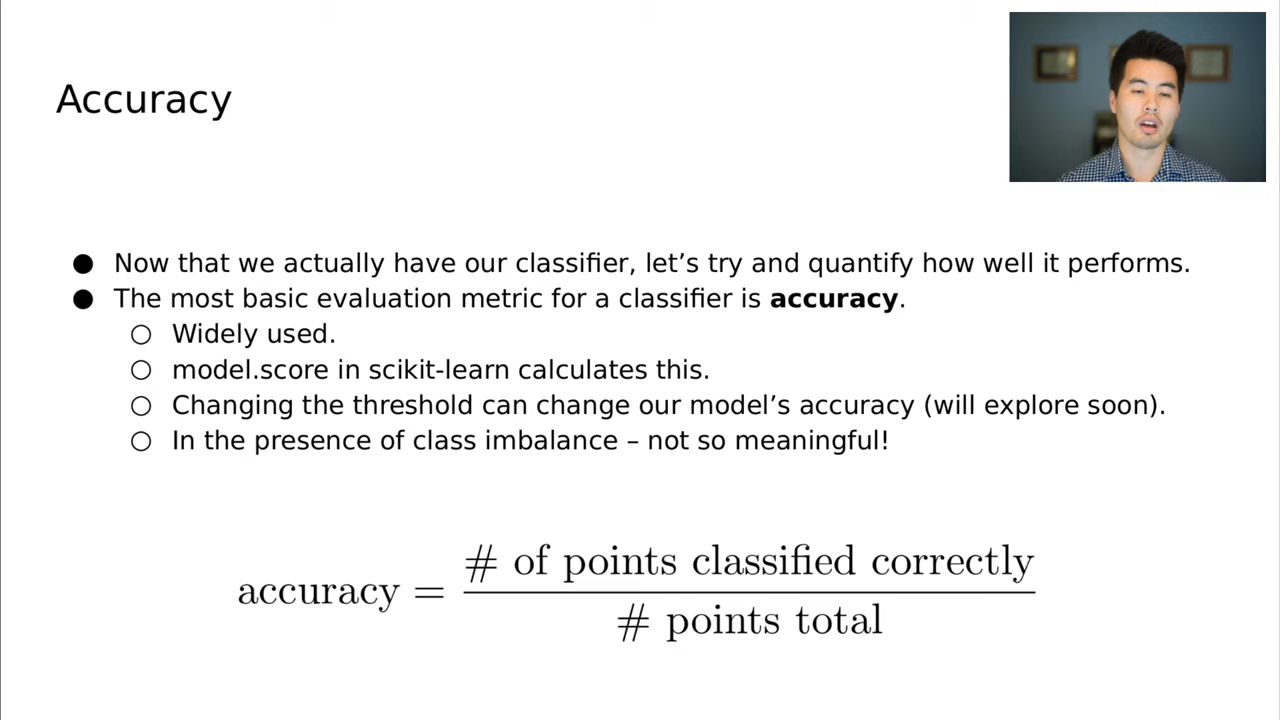 Accuracy
● Now that we actually have our classifier, let’s try and quantify how well it performs.
● The most basic evaluation metric for a classifier is accuracy.
○ Widely used.
○ model.score in scikit-learn calculates this.
○ Changing the threshold can change our model’s accuracy (will explore soon).
○ In the presence of class imbalance – not so meaningful!
accuracy = # of points classified correctly
# points total